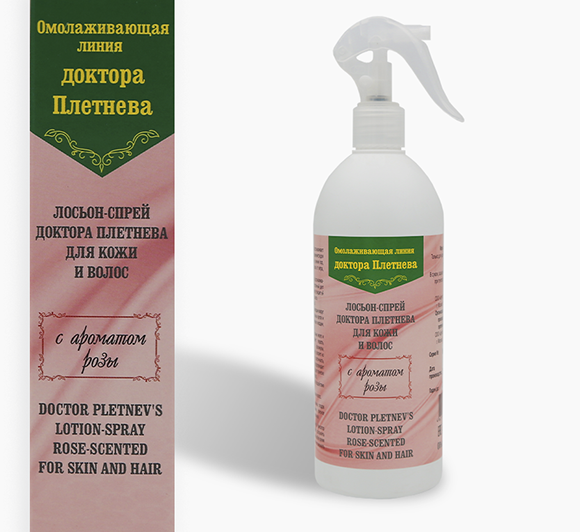 Омолаживающая
линия
доктора
Плетнева
ЛОСЬОН-СПРЕЙ
ДОКТОРА ПЛЕТНЕВА
ДЛЯ КОЖИ
И ВОЛОС
с ароматом
розы
DOCTOR PLETNEV'S
LOTION-SPRAY
ROSE-SCENTED
FOR SKIN AND HAIR
Омолаживающая линия
доктора Плетнева
ЛОСЬОН-СПРЕЙ
ДОКТОРА ПЛЕТНЕВА
ДЛЯ КОЖИ
И ВОЛОС
с ароматом
розы
DOCTOR PLETNEV'S
LOTION-SPRAY
ROSE-SCENTED
FOR SKIN AND HAIR